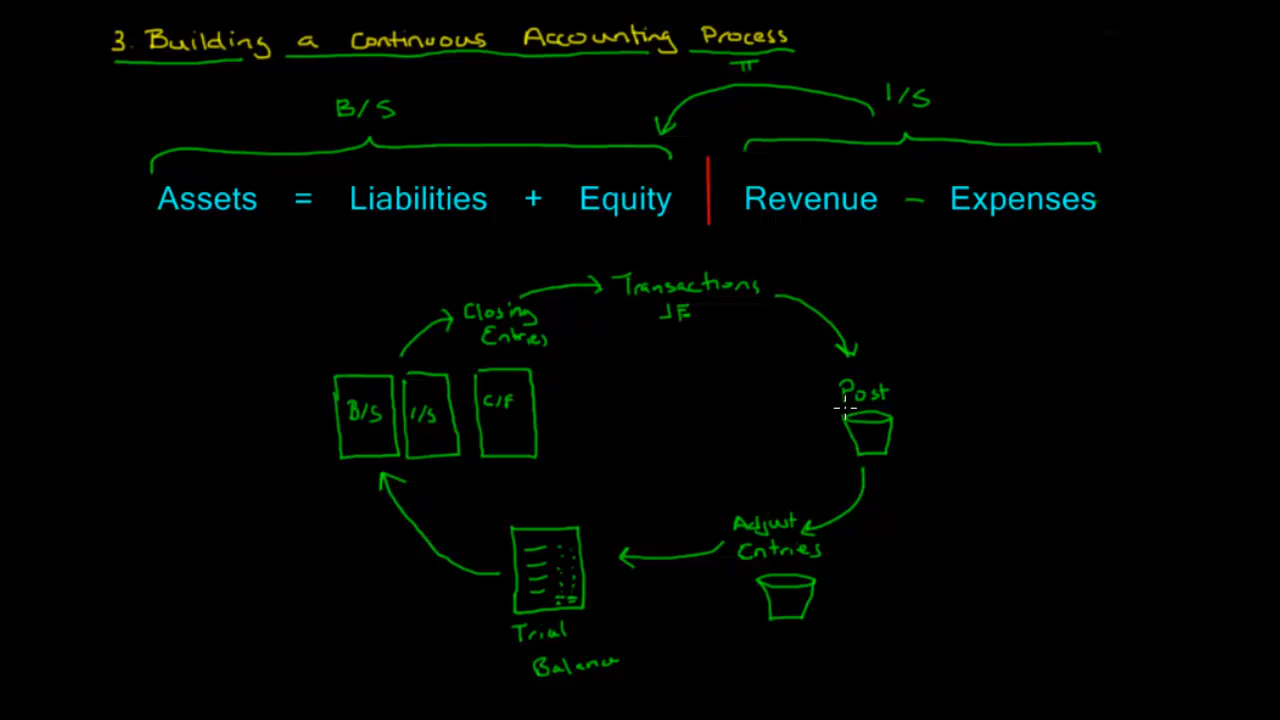 3. Building a Continuous Accounting Process
π
B/S
I/S
Assets = Liabilities + Equity | Revenue - Expenses
Transactions
JE
Closing
Entries
Post
B/S
I/S
C/F
Adjust
Entries
Trial
Balance